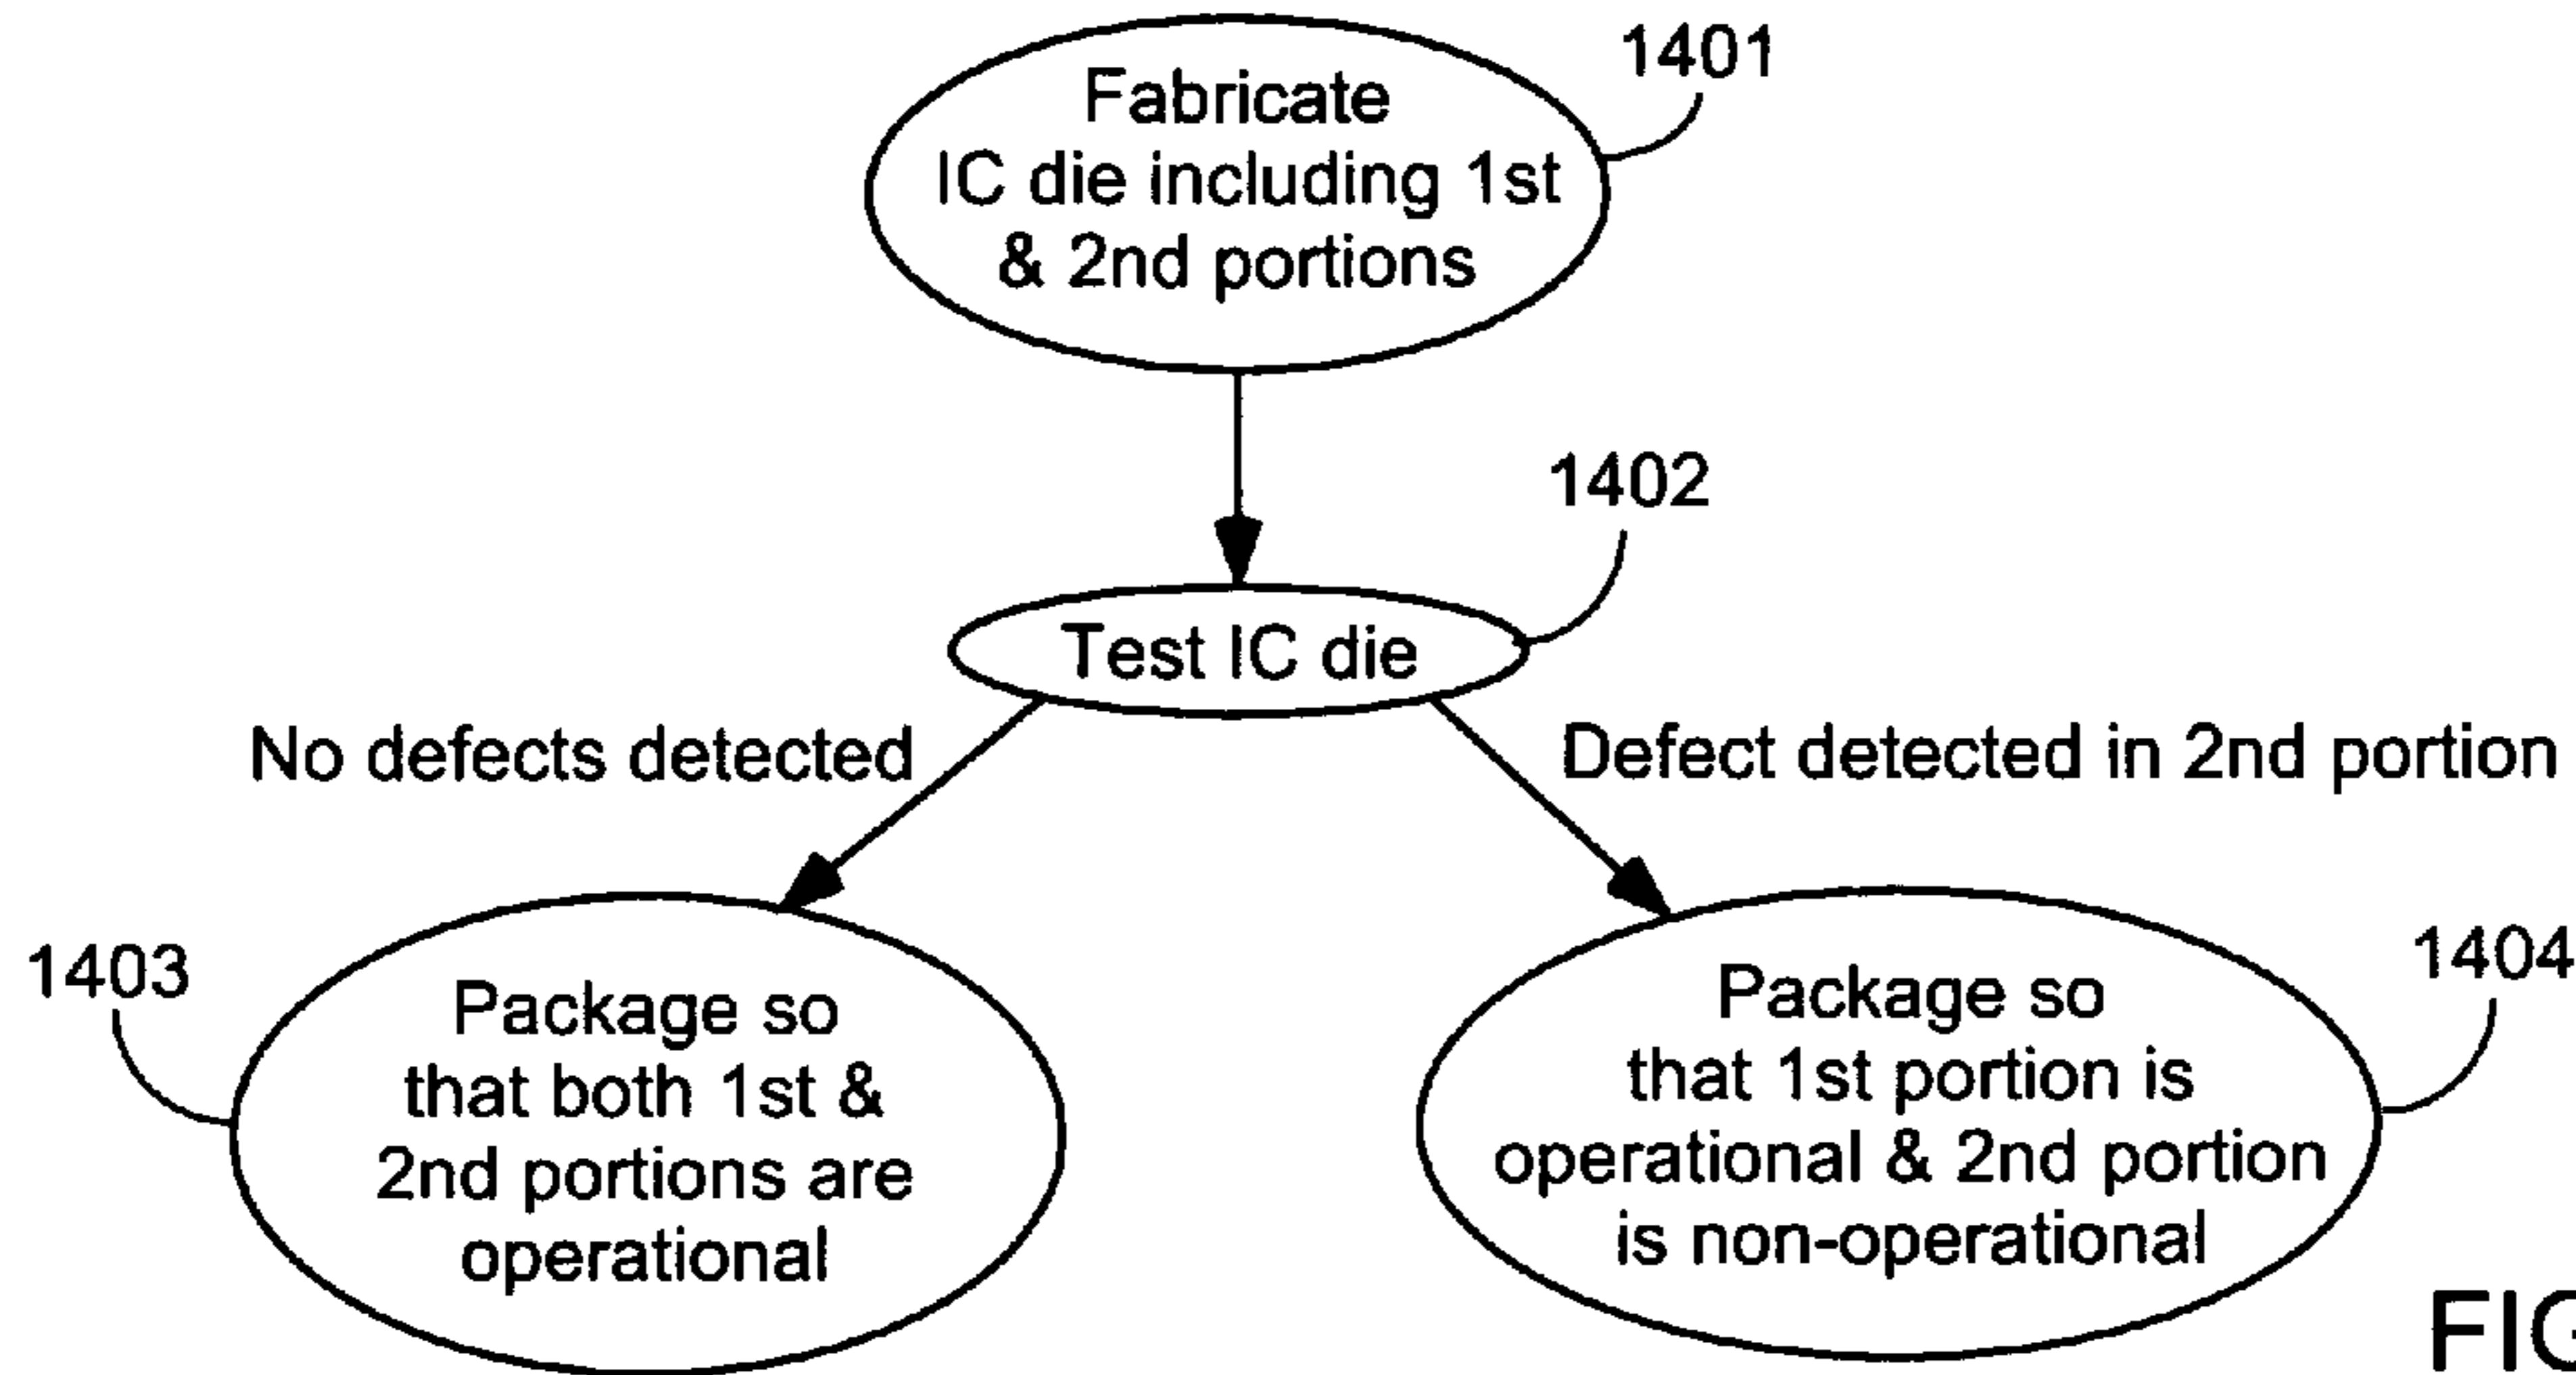 Fabricate
IC die including 1st
& 2nd portions
1401
1402
Test IC die
No defects detected
Defect detected in 2nd portion
1403
Package so
that both 1st &
2nd portions are
operational
Package so
that 1st portion is
operational & 2nd portion
is non-operational
1404